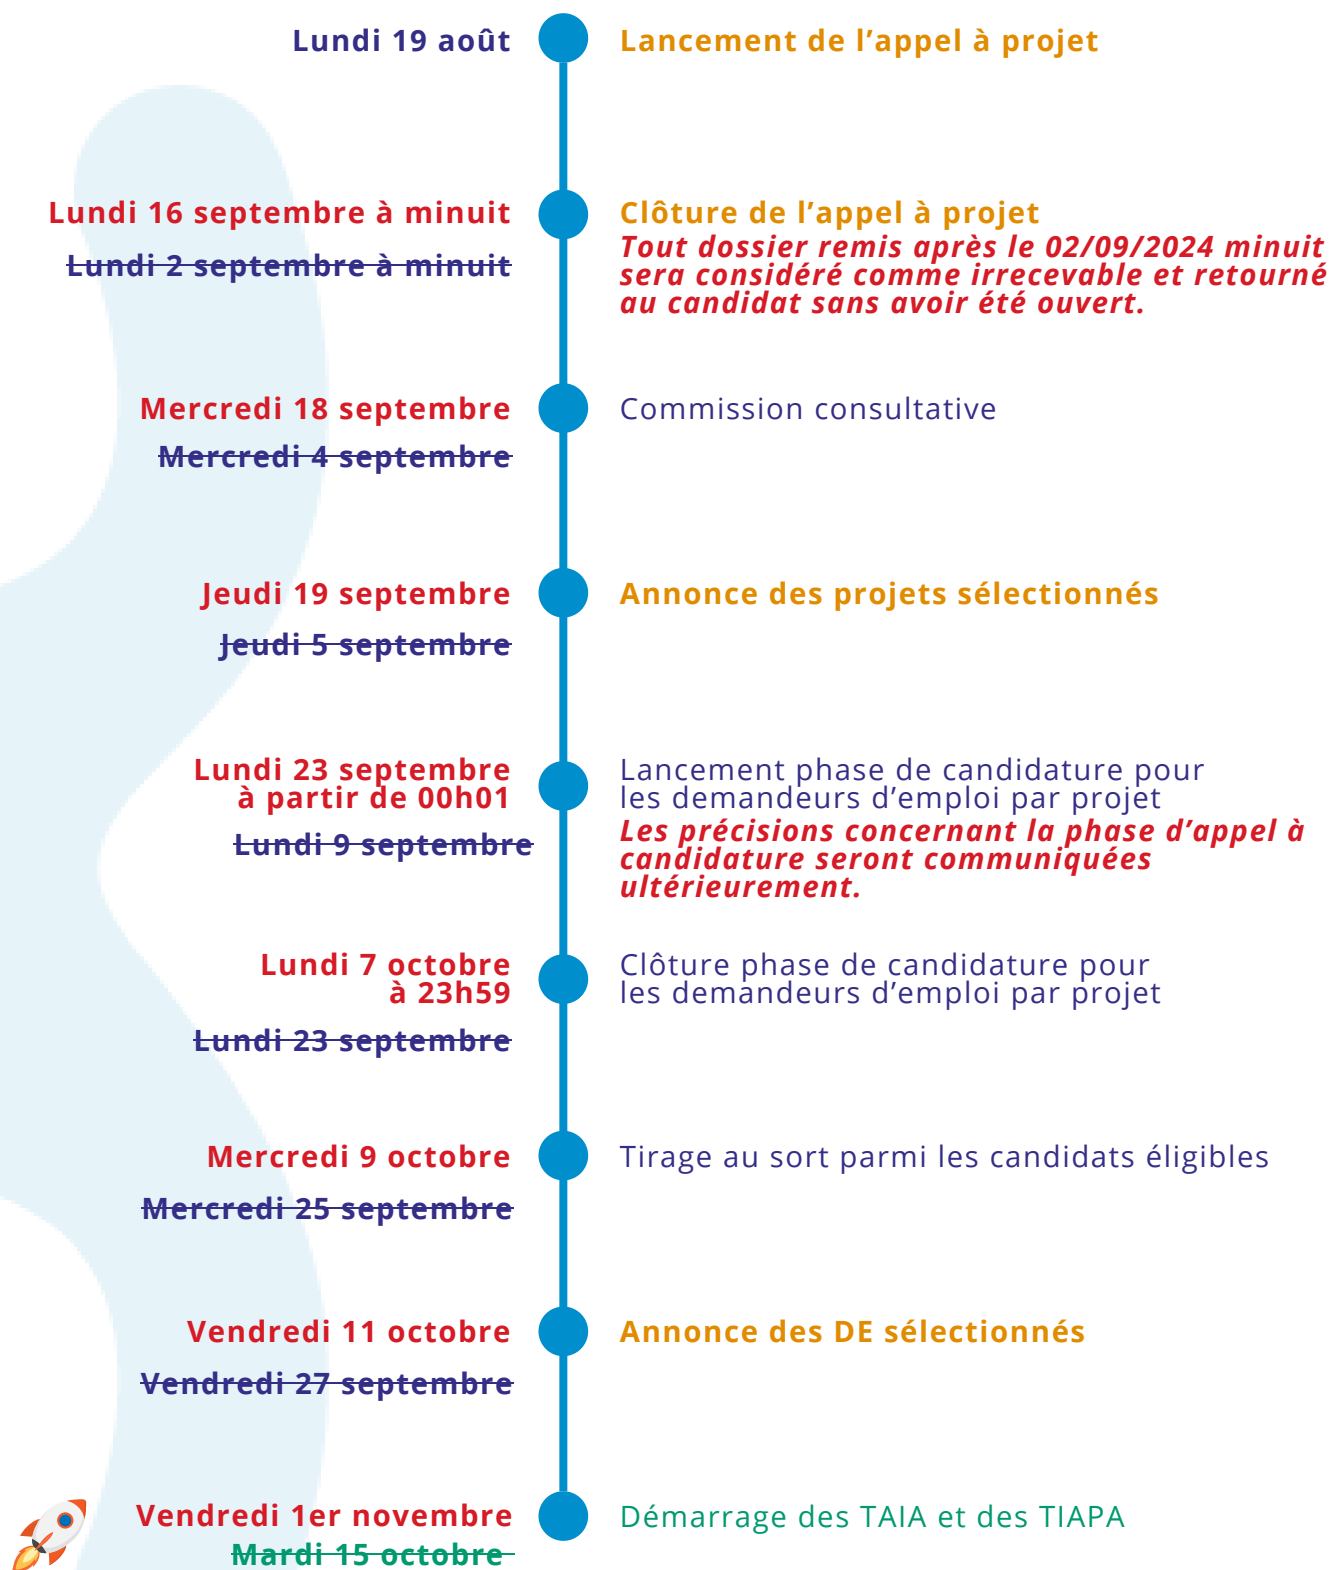 Lundi 19 août
Lancement de l’appel à projet
Lundi 16 septembre à minuit
Lundi 2 septembre à minuit
Clôture de l’appel à projet
Tout dossier remis après le 02/09/2024 minuit
sera considéré comme irrecevable et retourné
au candidat sans avoir été ouvert.
Mercredi 18 septembre
Mercredi 4 septembre
Commission consultative
Jeudi 19 septembre
Jeudi 5 septembre
Annonce des projets sélectionnés
Lundi 23 septembre
à partir de 00h01
Lundi 9 septembre
Lancement phase de candidature pour
les demandeurs d’emploi par projet
Les précisions concernant la phase d’appel à
candidature seront communiquées
ultérieurement.
Lundi 7 octobre
à 23h59
Lundi 23 septembre
Clôture phase de candidature pour
les demandeurs d’emploi par projet
Mercredi 9 octobre
Mercredi 25 septembre
Tirage au sort parmi les candidats éligibles
Vendredi 11 octobre
Vendredi 27 septembre
Annonce des DE sélectionnés
Vendredi 1er novembre
Mardi 15 octobre
Démarrage des TAIA et des TIAPA